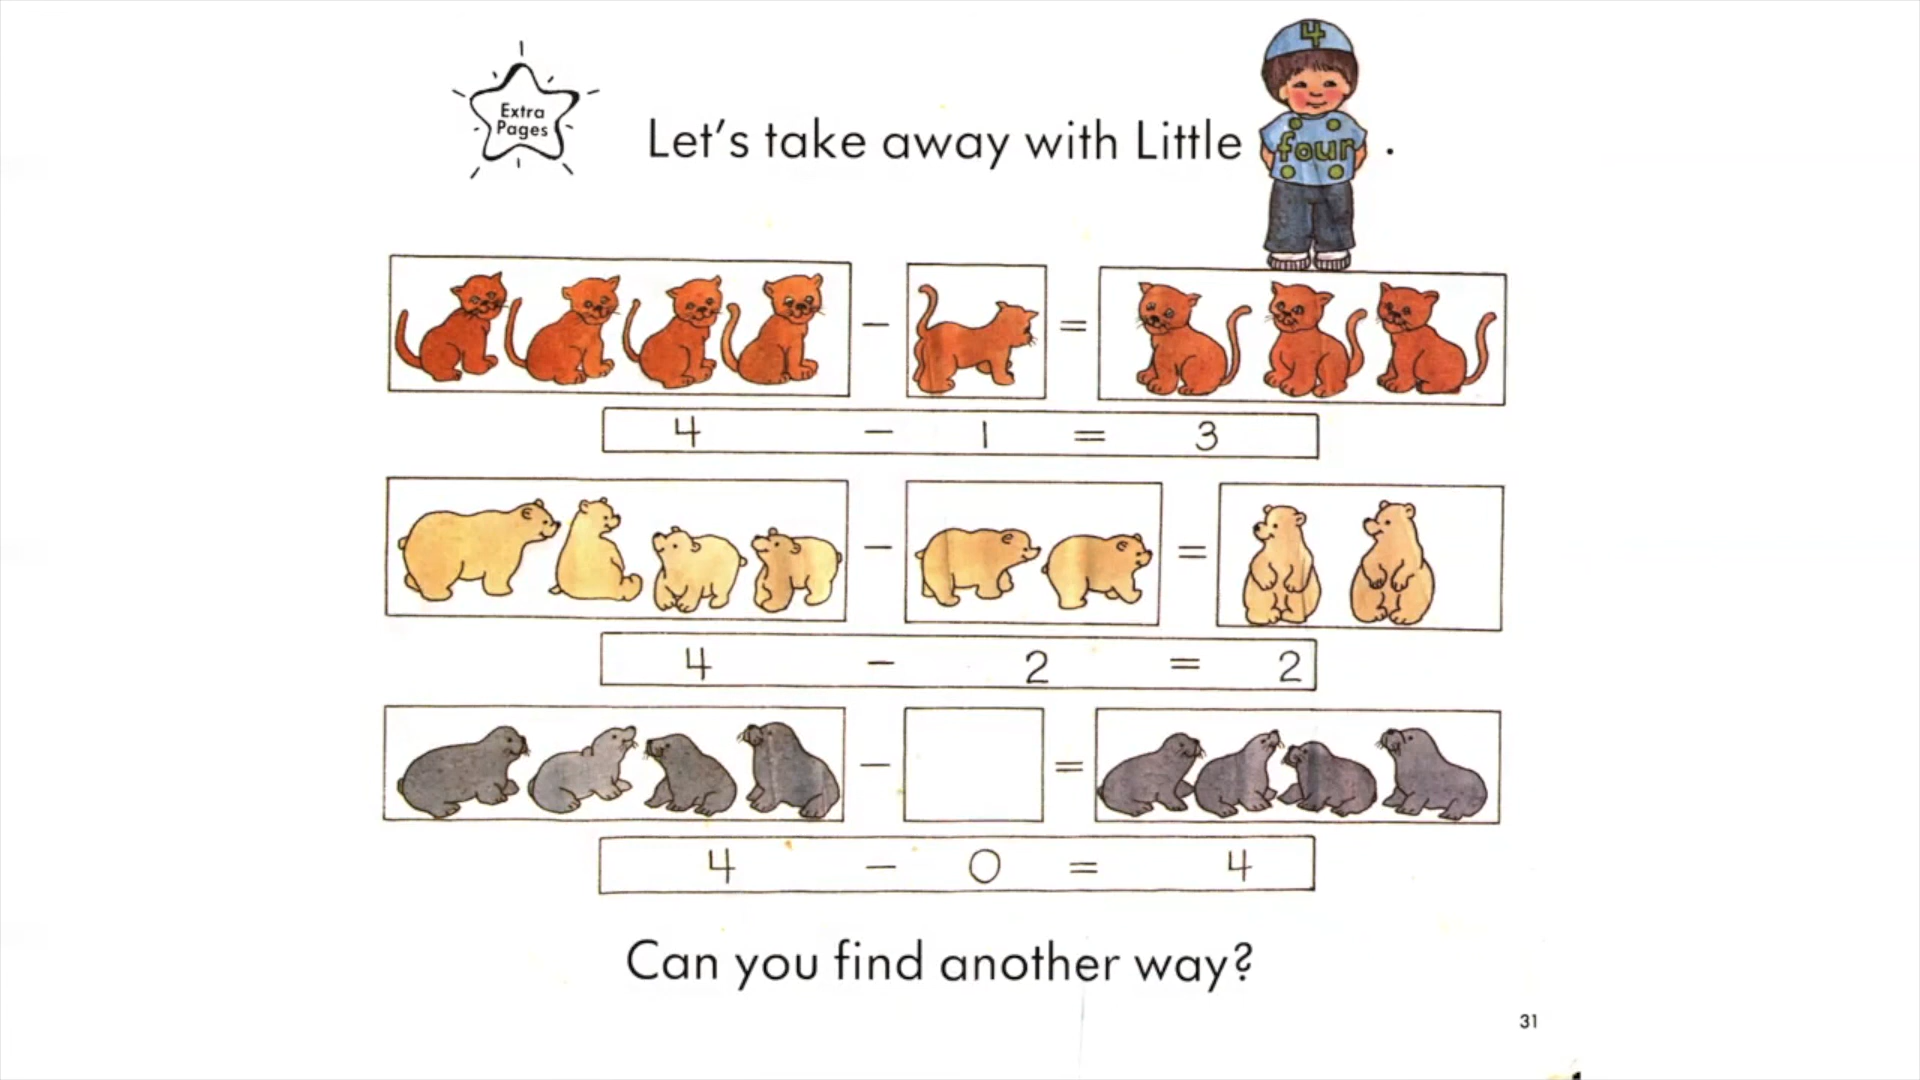 Extra
Pages
Let's take away with Little
4
four
.
− =
4 − 1 = 3
− =
4 − 2 = 2
− =
4 − 0 = 4
Can you find another way?
31